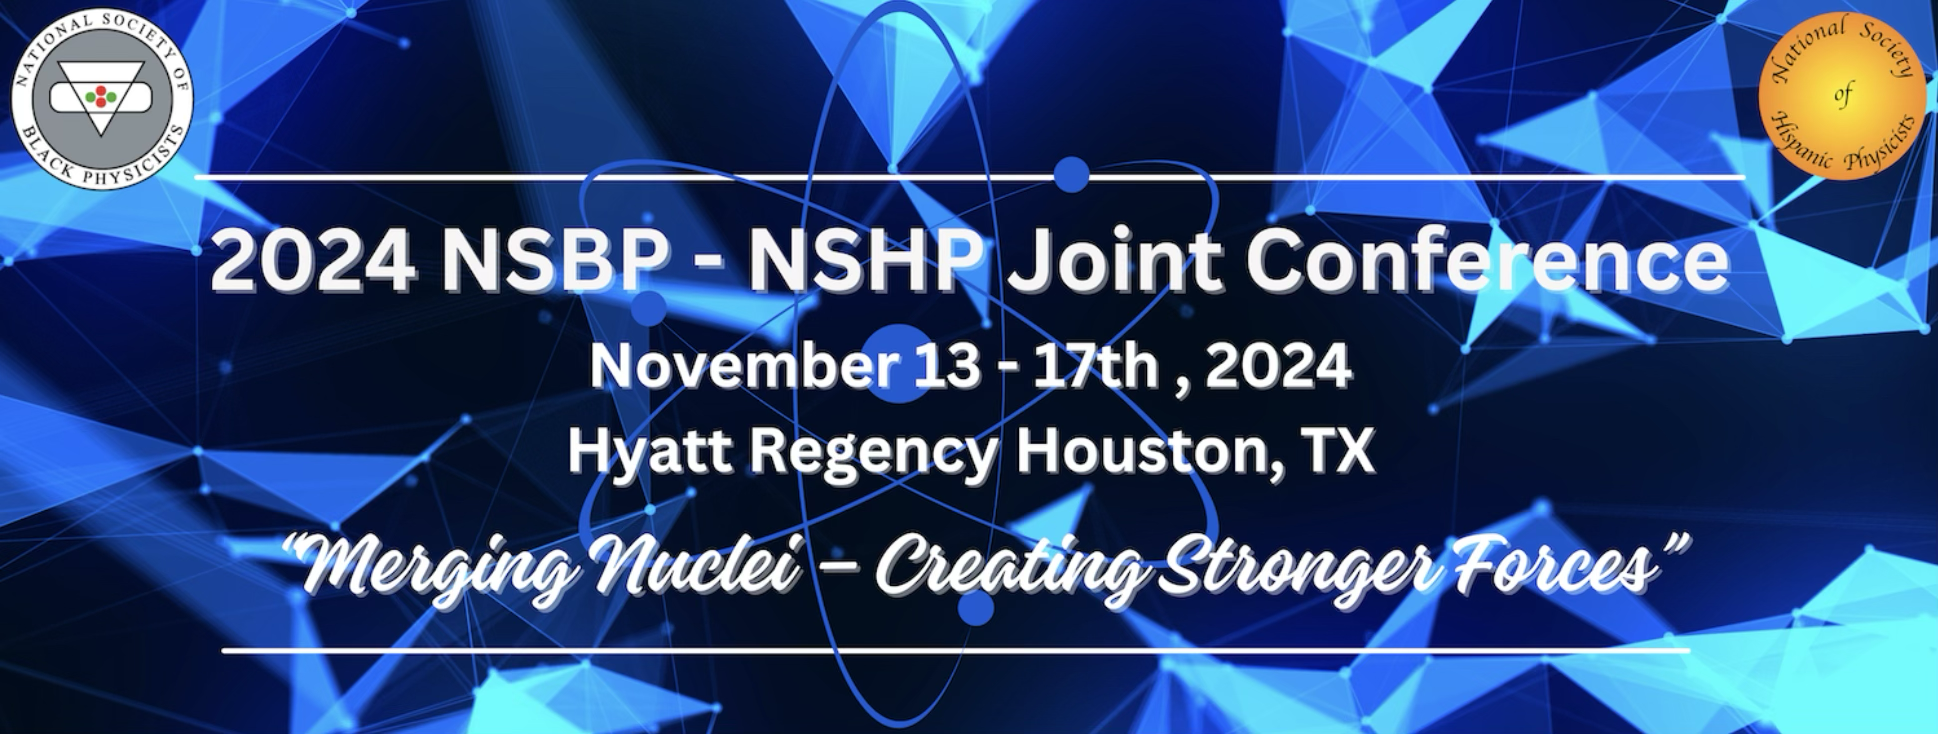 NATIONAL SOCIETY OF
BLACK PHYSICISTS
National Society
of
Hispanic Physicists
2024 NSBP - NSHP Joint Conference
November 13 - 17th , 2024
Hyatt Regency Houston, TX
“Merging Nuclei – Creating Stronger Forces”